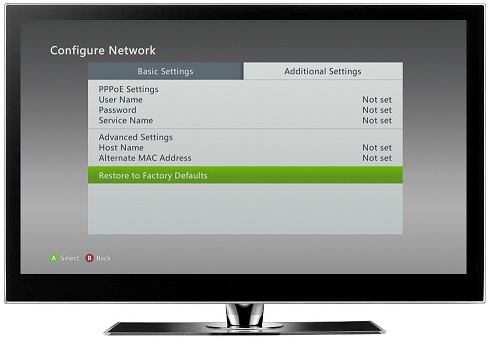 Configure Network
Basic Settings Additional Settings
PPPoE Settings
User Name Not set
Password Not set
Service Name Not set
Advanced Settings
Host Name Not set
Alternate MAC Address Not set
Restore to Factory Defaults
A Select B Back